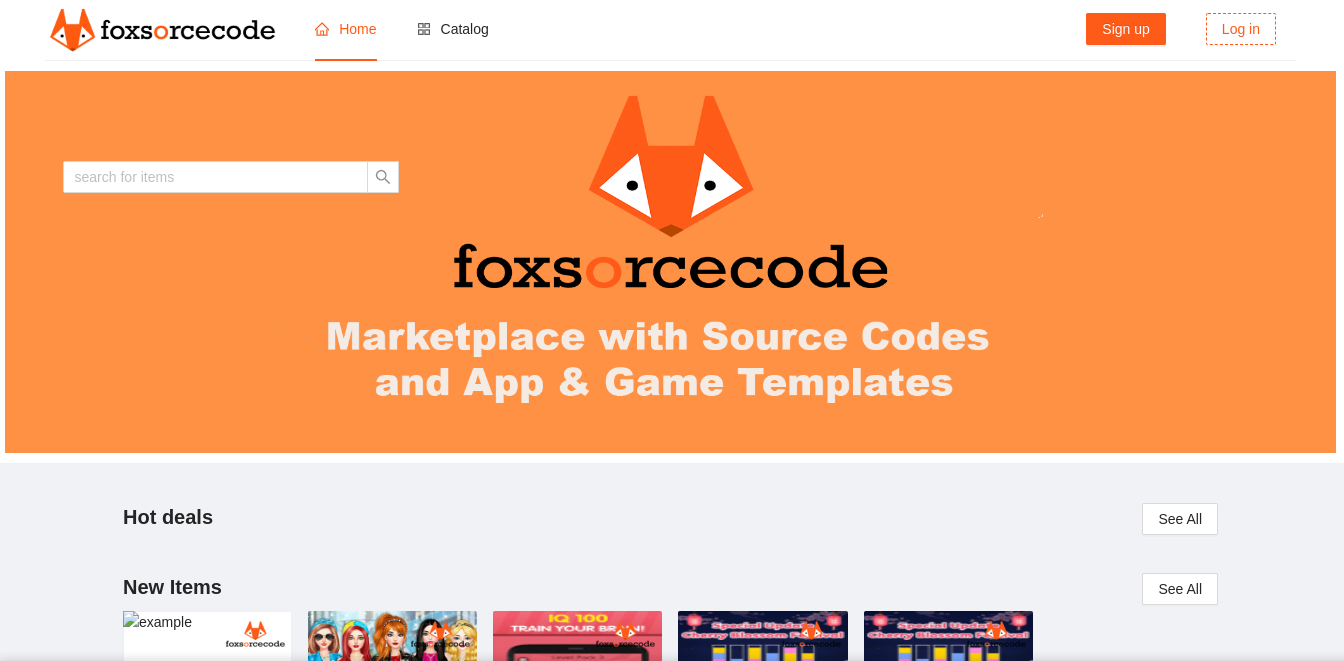 foxsorcecode
Home
Catalog
Sign up
Log in
search for items
foxsorcecode
Marketplace with Source Codes
and App & Game Templates
Hot deals
See All
New Items
See All
example
foxsorcecode
foxsorcecode
IQ 100
TRAIN YOUR BRAIN!
foxsorcecode
Special Update
Cherry Blossom Festival
foxsorcecode
Special Update
Cherry Blossom Festival
foxsorcecode